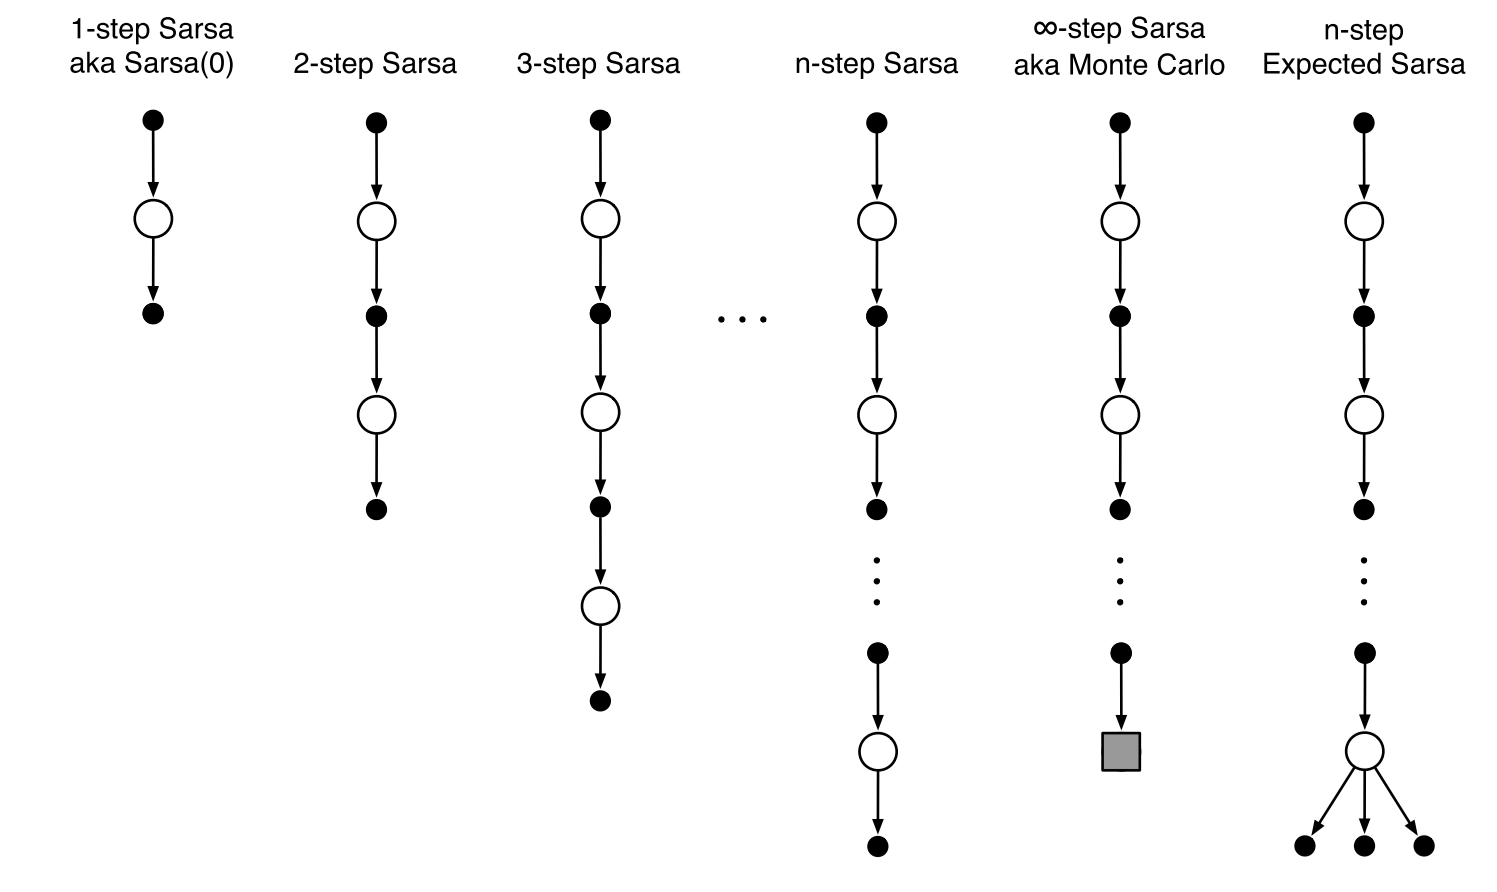 1-step Sarsa
aka Sarsa(0)
2-step Sarsa
3-step Sarsa
n-step Sarsa
∞-step Sarsa
aka Monte Carlo
n-step
Expected Sarsa